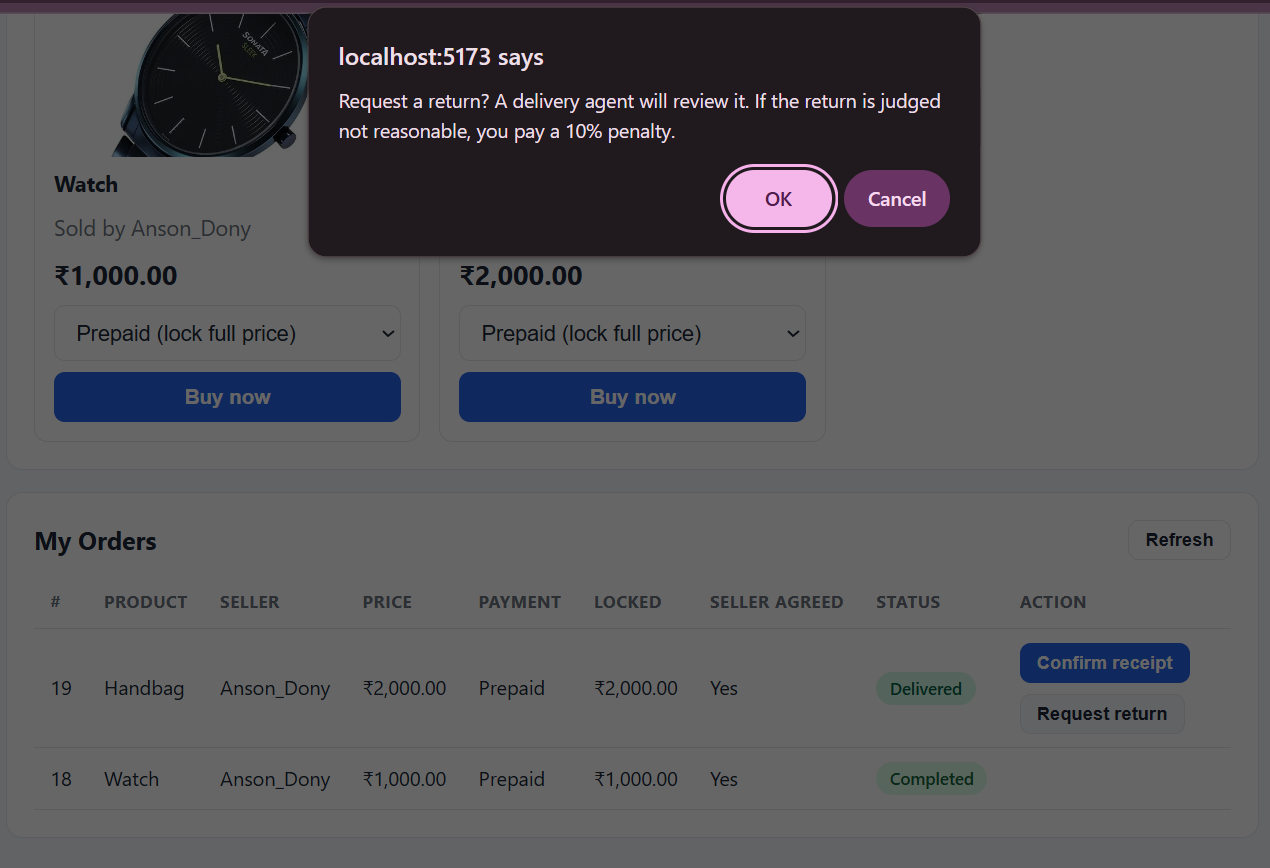 SONATA
SLEEK
localhost:5173 says
Request a return? A delivery agent will review it. If the return is judged
not reasonable, you pay a 10% penalty.
OK
Cancel
Watch
Sold by Anson_Dony
₹1,000.00
₹2,000.00
Prepaid (lock full price)
Prepaid (lock full price)
Buy now
Buy now
My Orders
Refresh
# PRODUCT SELLER PRICE PAYMENT LOCKED SELLER AGREED STATUS ACTION
19 Handbag Anson_Dony ₹2,000.00 Prepaid ₹2,000.00 Yes Delivered Confirm receipt
Request return
18 Watch Anson_Dony ₹1,000.00 Prepaid ₹1,000.00 Yes Completed